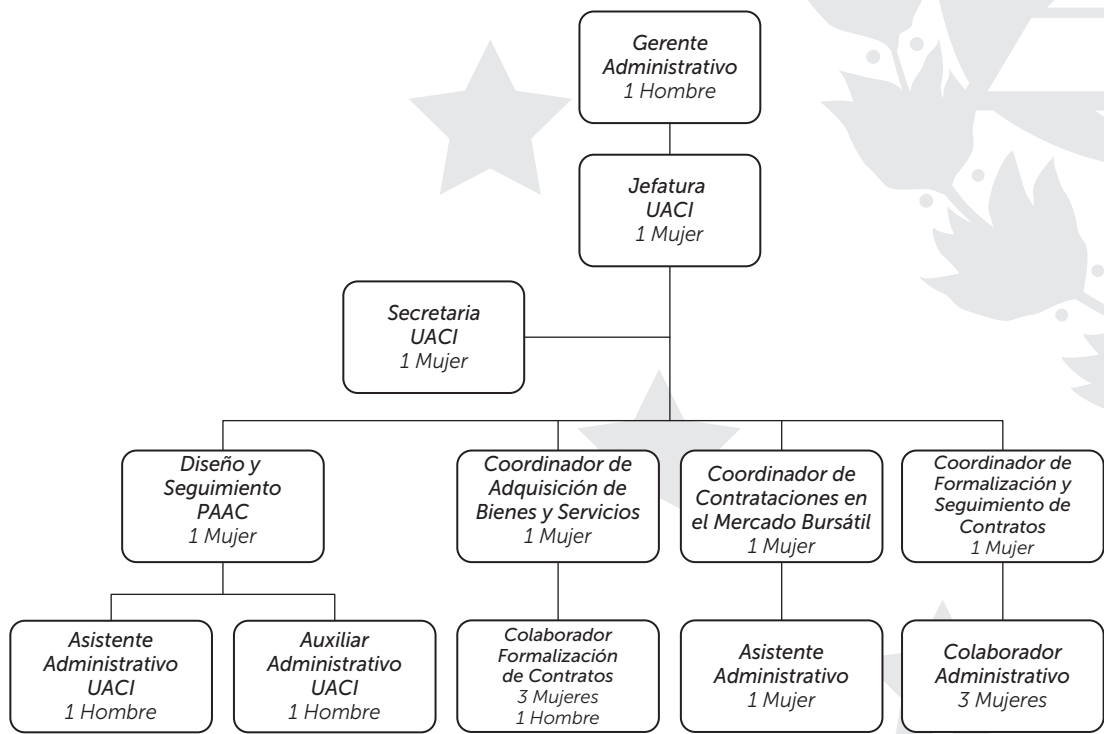 Gerente
Administrativo
1 Hombre
Jefatura
UACI
1 Mujer
Secretaria
UACI
1 Mujer
Diseño y
Seguimiento
PAAC
1 Mujer
Coordinador de
Adquisición de
Bienes y Servicios
1 Mujer
Coordinador de
Contrataciones en
el Mercado Bursátil
1 Mujer
Coordinador de
Formalización y
Seguimiento de
Contratos
1 Mujer
Asistente
Administrativo
UACI
1 Hombre
Auxiliar
Administrativo
UACI
1 Hombre
Colaborador
Formalización
de Contratos
3 Mujeres
1 Hombre
Asistente
Administrativo
1 Mujer
Colaborador
Administrativo
3 Mujeres